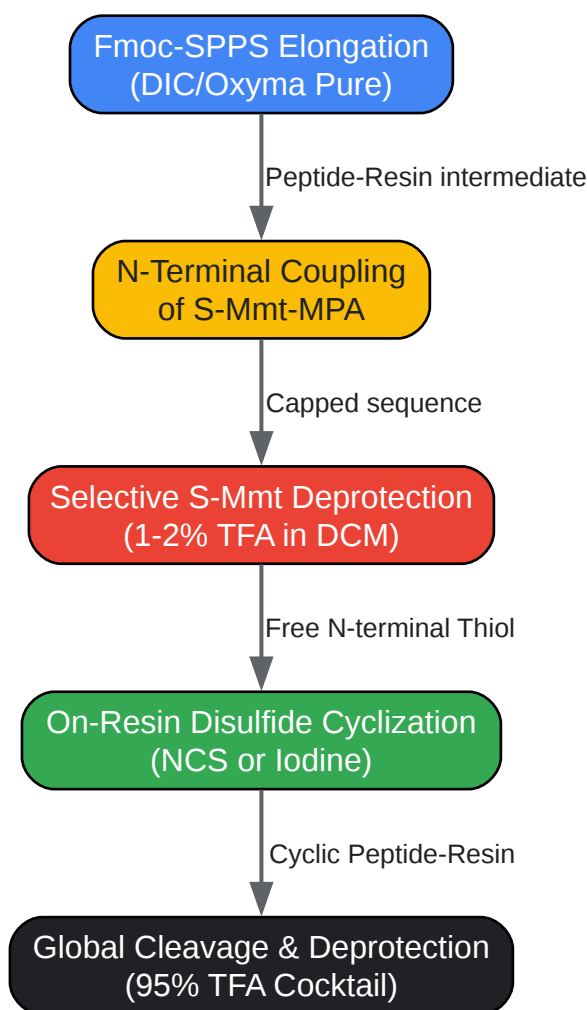 Fmoc-SPPS Elongation
(DIC/Oxyma Pure)
Peptide-Resin intermediate
N-Terminal Coupling
of S-Mmt-MPA
Capped sequence
Selective S-Mmt Deprotection
(1-2% TFA in DCM)
Free N-terminal Thiol
On-Resin Disulfide Cyclization
(NCS or Iodine)
Cyclic Peptide-Resin
Global Cleavage & Deprotection
(95% TFA Cocktail)